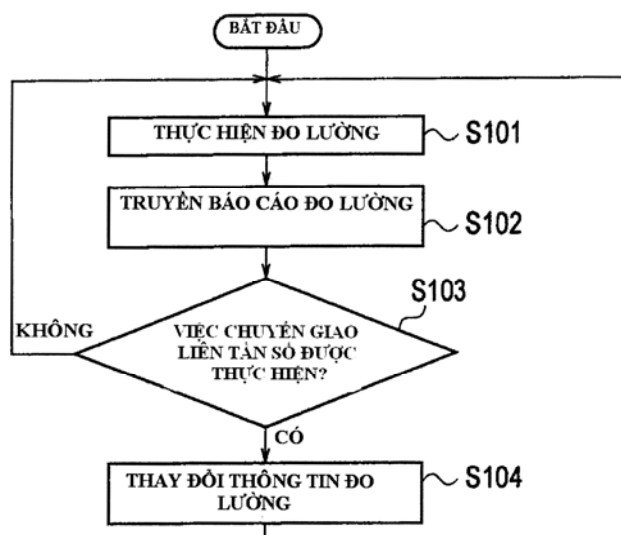 BẮT ĐẦU
THỰC HIỆN ĐO LƯỜNG
S101
TRUYỀN BÁO CÁO ĐO LƯỜNG
S102
S103
KHÔNG
VIỆC CHUYỂN GIAO
LIÊN TẦN SỐ ĐƯỢC
THỰC HIỆN?
CÓ
THAY ĐỔI THÔNG TIN ĐO
LƯỜNG
S104